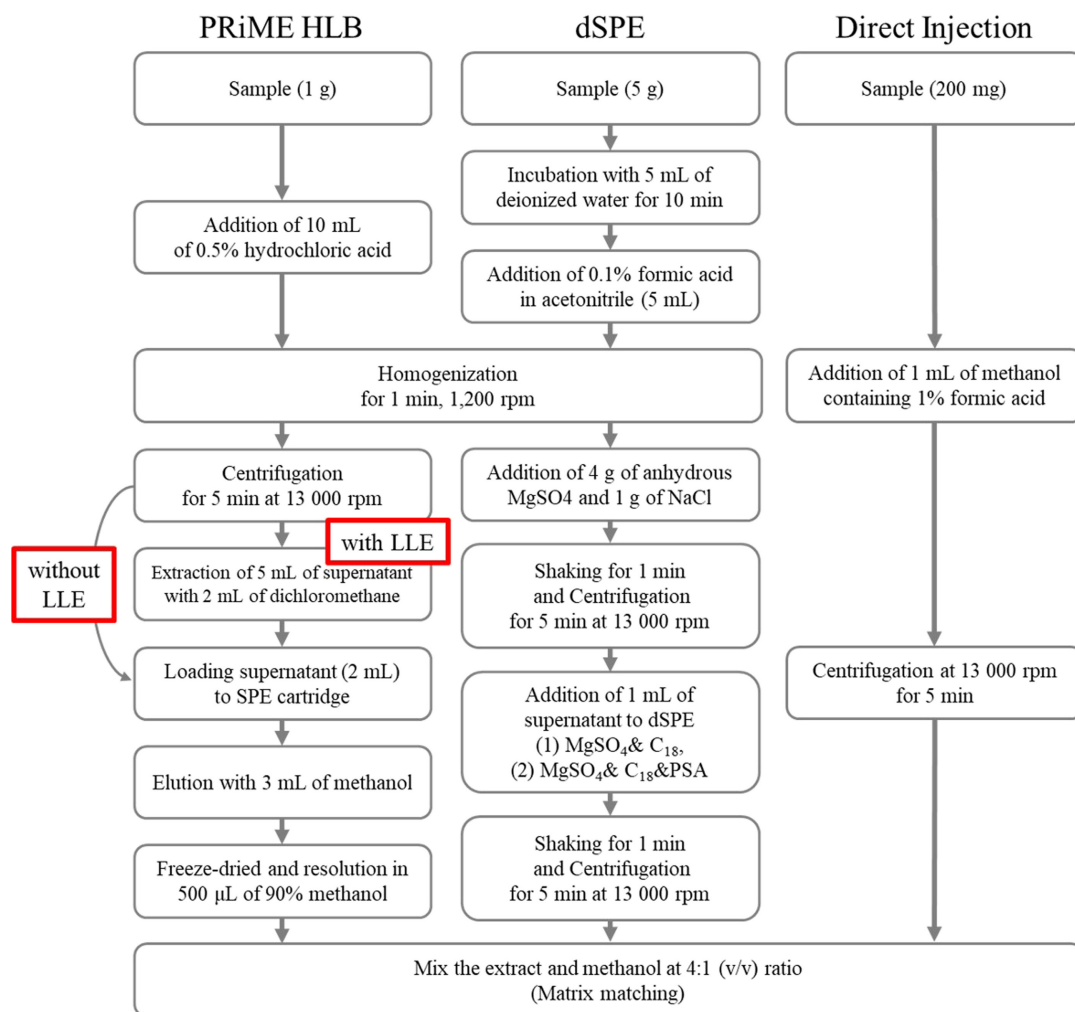 PRiME HLB
dSPE
Direct Injection
Sample (1 g)
Sample (5 g)
Sample (200 mg)
Incubation with 5 mL of
deionized water for 10 min
Addition of 10 mL
of 0.5% hydrochloric acid
Addition of 0.1% formic acid
in acetonitrile (5 mL)
Homogenization
for 1 min, 1,200 rpm
Addition of 1 mL of methanol
containing 1% formic acid
Centrifugation
for 5 min at 13 000 rpm
Addition of 4 g of anhydrous
MgSO4 and 1 g of NaCl
with LLE
without
LLE
Extraction of 5 mL of supernatant
with 2 mL of dichloromethane
Shaking for 1 min
and Centrifugation
for 5 min at 13 000 rpm
Loading supernatant (2 mL)
to SPE cartridge
Addition of 1 mL of
supernatant to dSPE
(1) MgSO₄& C₁₈,
(2) MgSO₄& C₁₈&PSA
Centrifugation at 13 000 rpm
for 5 min
Elution with 3 mL of methanol
Freeze-dried and resolution in
500 μL of 90% methanol
Shaking for 1 min
and Centrifugation
for 5 min at 13 000 rpm
Mix the extract and methanol at 4:1 (v/v) ratio
(Matrix matching)